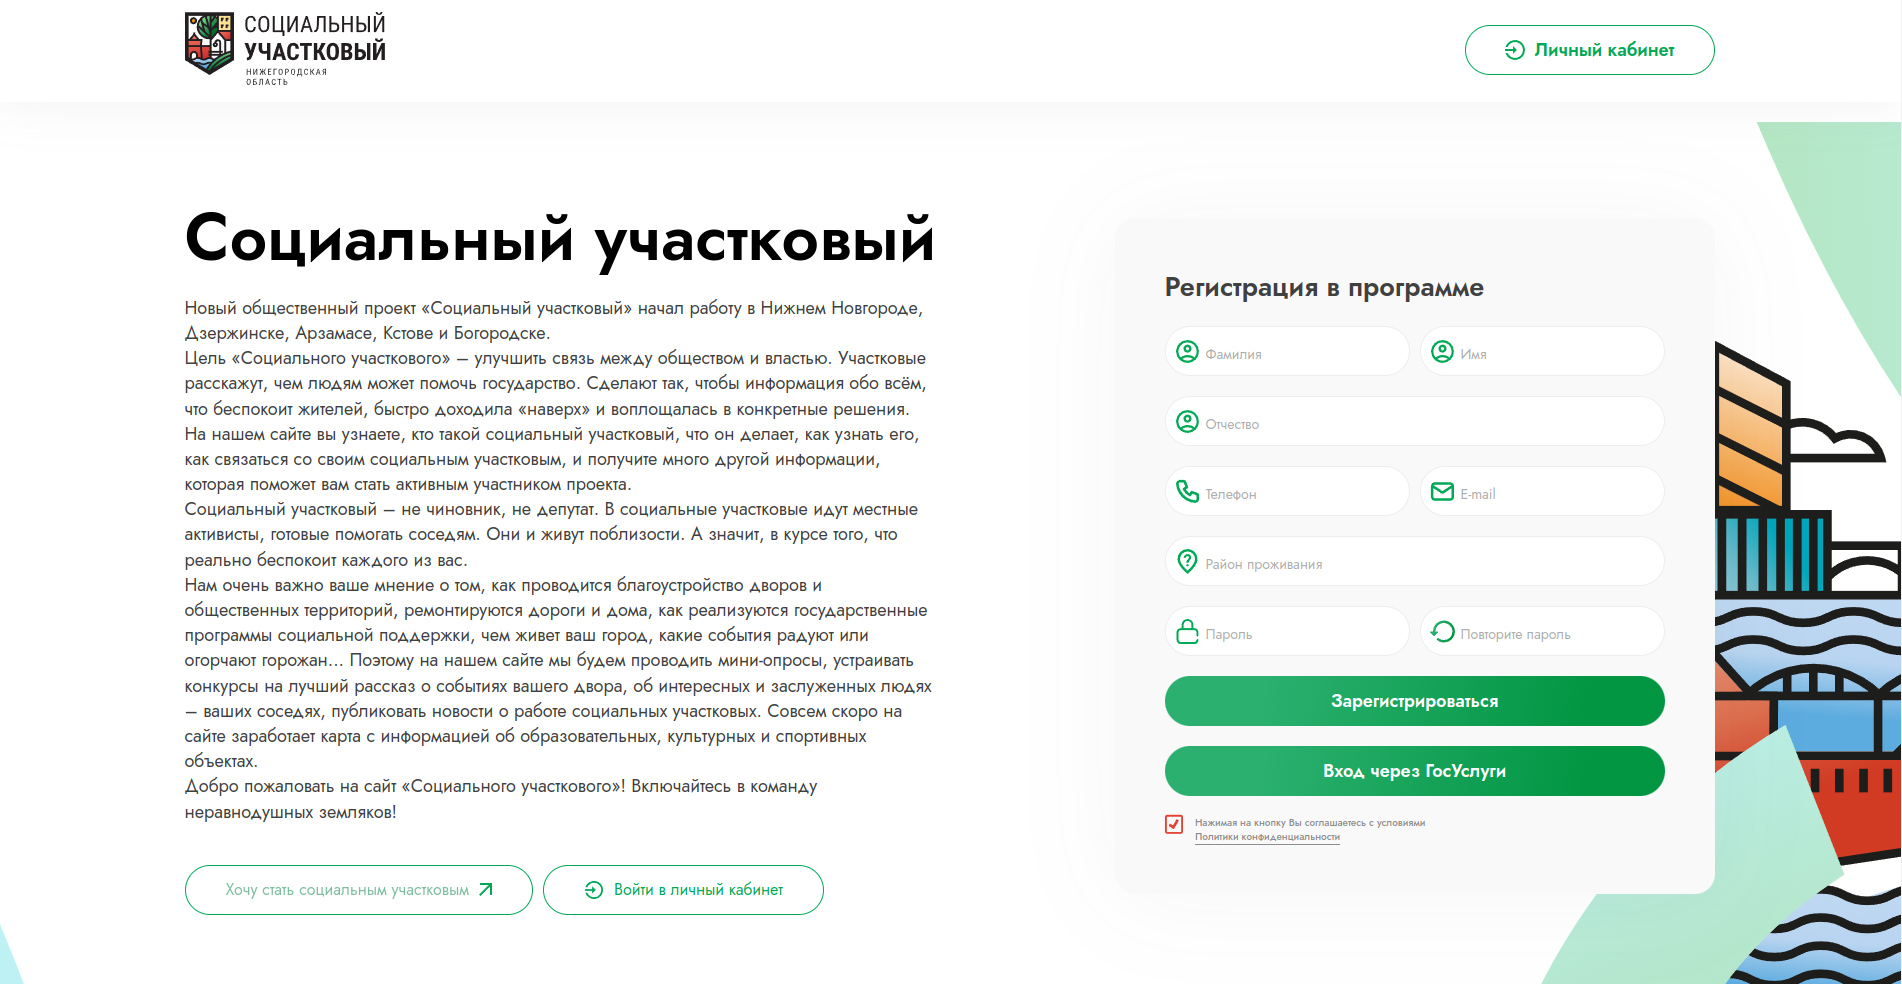 СОЦИАЛЬНЫЙ
УЧАСТКОВЫЙ
НИЖЕГОРОДСКАЯ
ОБЛАСТЬ
Личный кабинет
Социальный участковый
Новый общественный проект «Социальный участковый» начал работу в Нижнем Новгороде,
Дзержинске, Арзамасе, Кстове и Богородске.
Цель «Социального участкового» – улучшить связь между обществом и властью. Участковые
расскажут, чем людям может помочь государство. Сделают так, чтобы информация обо всём,
что беспокоит жителей, быстро доходила «наверх» и воплощалась в конкретные решения.
На нашем сайте вы узнаете, кто такой социальный участковый, что он делает, как узнать его,
как связаться со своим социальным участковым, и получите много другой информации,
которая поможет вам стать активным участником проекта.
Социальный участковый – не чиновник, не депутат. В социальные участковые идут местные
активисты, готовые помогать соседям. Они и живут поблизости. А значит, в курсе того, что
реально беспокоит каждого из вас.
Нам очень важно ваше мнение о том, как проводится благоустройство дворов и
общественных территорий, ремонтируются дороги и дома, как реализуются государственные
программы социальной поддержки, чем живет ваш город, какие события радуют или
огорчают горожан... Поэтому на нашем сайте мы будем проводить мини-опросы, устраивать
конкурсы на лучший рассказ о событиях вашего двора, об интересных и заслуженных людях
– ваших соседях, публиковать новости о работе социальных участковых. Совсем скоро на
сайте заработает карта с информацией об образовательных, культурных и спортивных
объектах.
Добро пожаловать на сайт «Социального участкового»! Включайтесь в команду
неравнодушных земляков!
Хочу стать социальным участковым
Войти в личный кабинет
Регистрация в программе
Фамилия
Имя
Отчество
Телефон
E-mail
Район проживания
Пароль
Повторите пароль
Зарегистрироваться
Вход через ГосУслуги
Нажимая на кнопку Вы соглашаетесь с условиями
Политики конфиденциальности